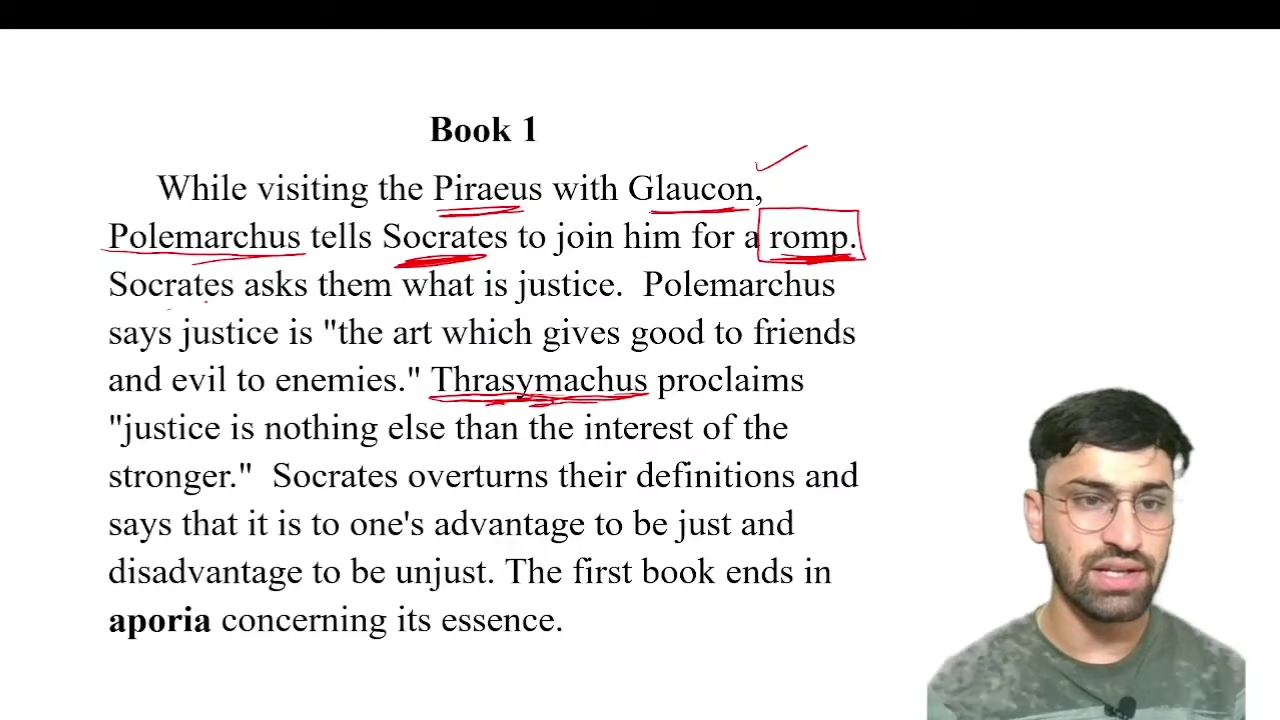 Book 1
While visiting the Piraeus with Glaucon,
Polemarchus tells Socrates to join him for a romp.
Socrates asks them what is justice.  Polemarchus
says justice is "the art which gives good to friends
and evil to enemies." Thrasymachus proclaims
"justice is nothing else than the interest of the
stronger."  Socrates overturns their definitions and
says that it is to one's advantage to be just and
disadvantage to be unjust. The first book ends in
aporia concerning its essence.